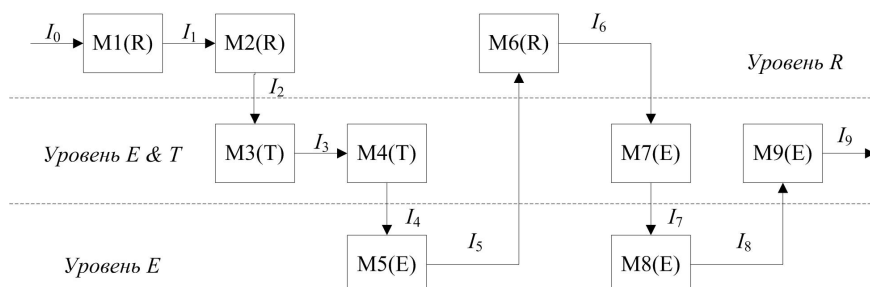 I0 M1(R) I1 M2(R) M6(R) I6
I2 Уровень R
Уровень E & T M3(T) I3 M4(T) M7(E) M9(E) I9
I4 I5 I7 I8
Уровень E M5(E) M8(E)